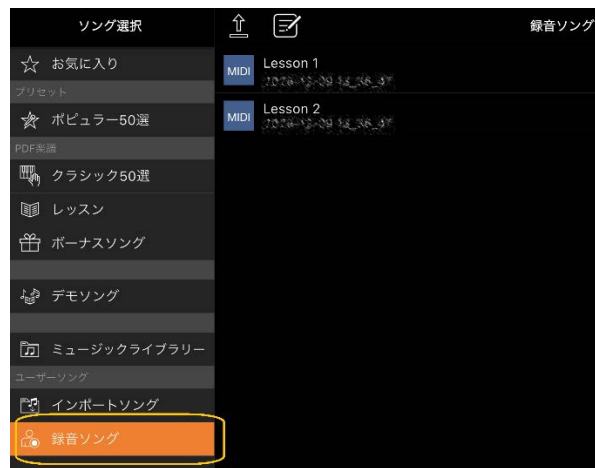 ソング選択
録音ソング
お気に入り
プリセット
ポピュラー50選
PDF楽譜
クラシック50選
レッスン
ボーナスソング
デモソング
ミュージックライブラリー
ユーザーソング
インポートソング
録音ソング
MIDI Lesson 1
MIDI Lesson 2